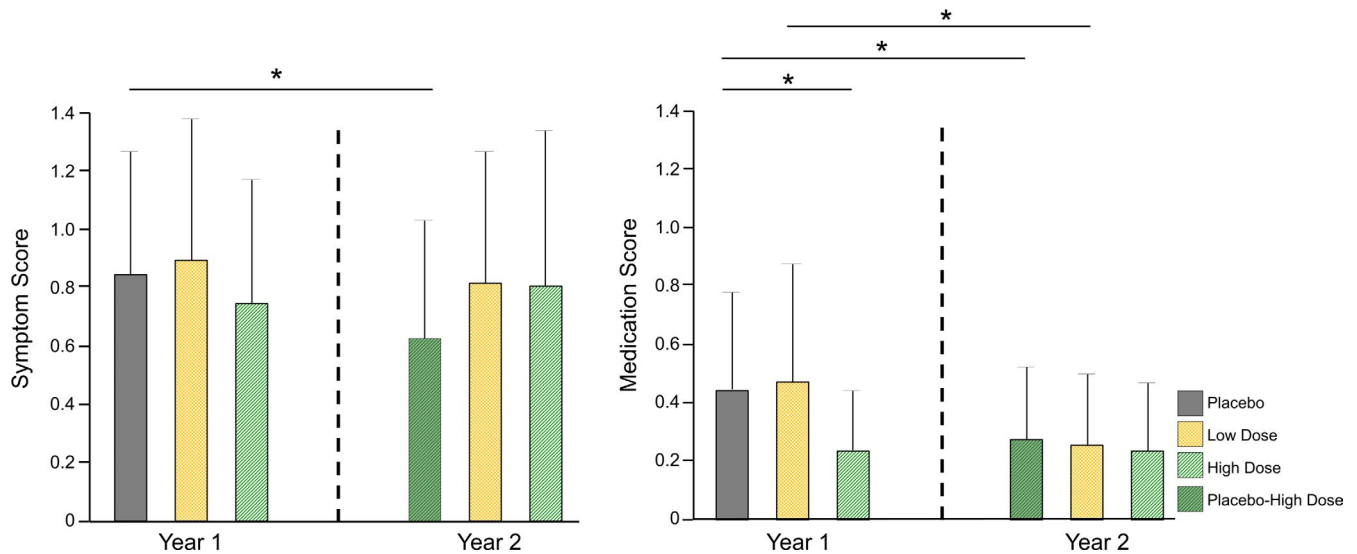 *
Symptom Score
1.4
1.2
1.0
0.8
0.6
0.4
0.2
0
Year 1
Year 2
*
*
*
Medication Score
1.4
1.2
1.0
0.8
0.6
0.4
0.2
0
Year 1
Year 2
Placebo
Low Dose
High Dose
Placebo-High Dose